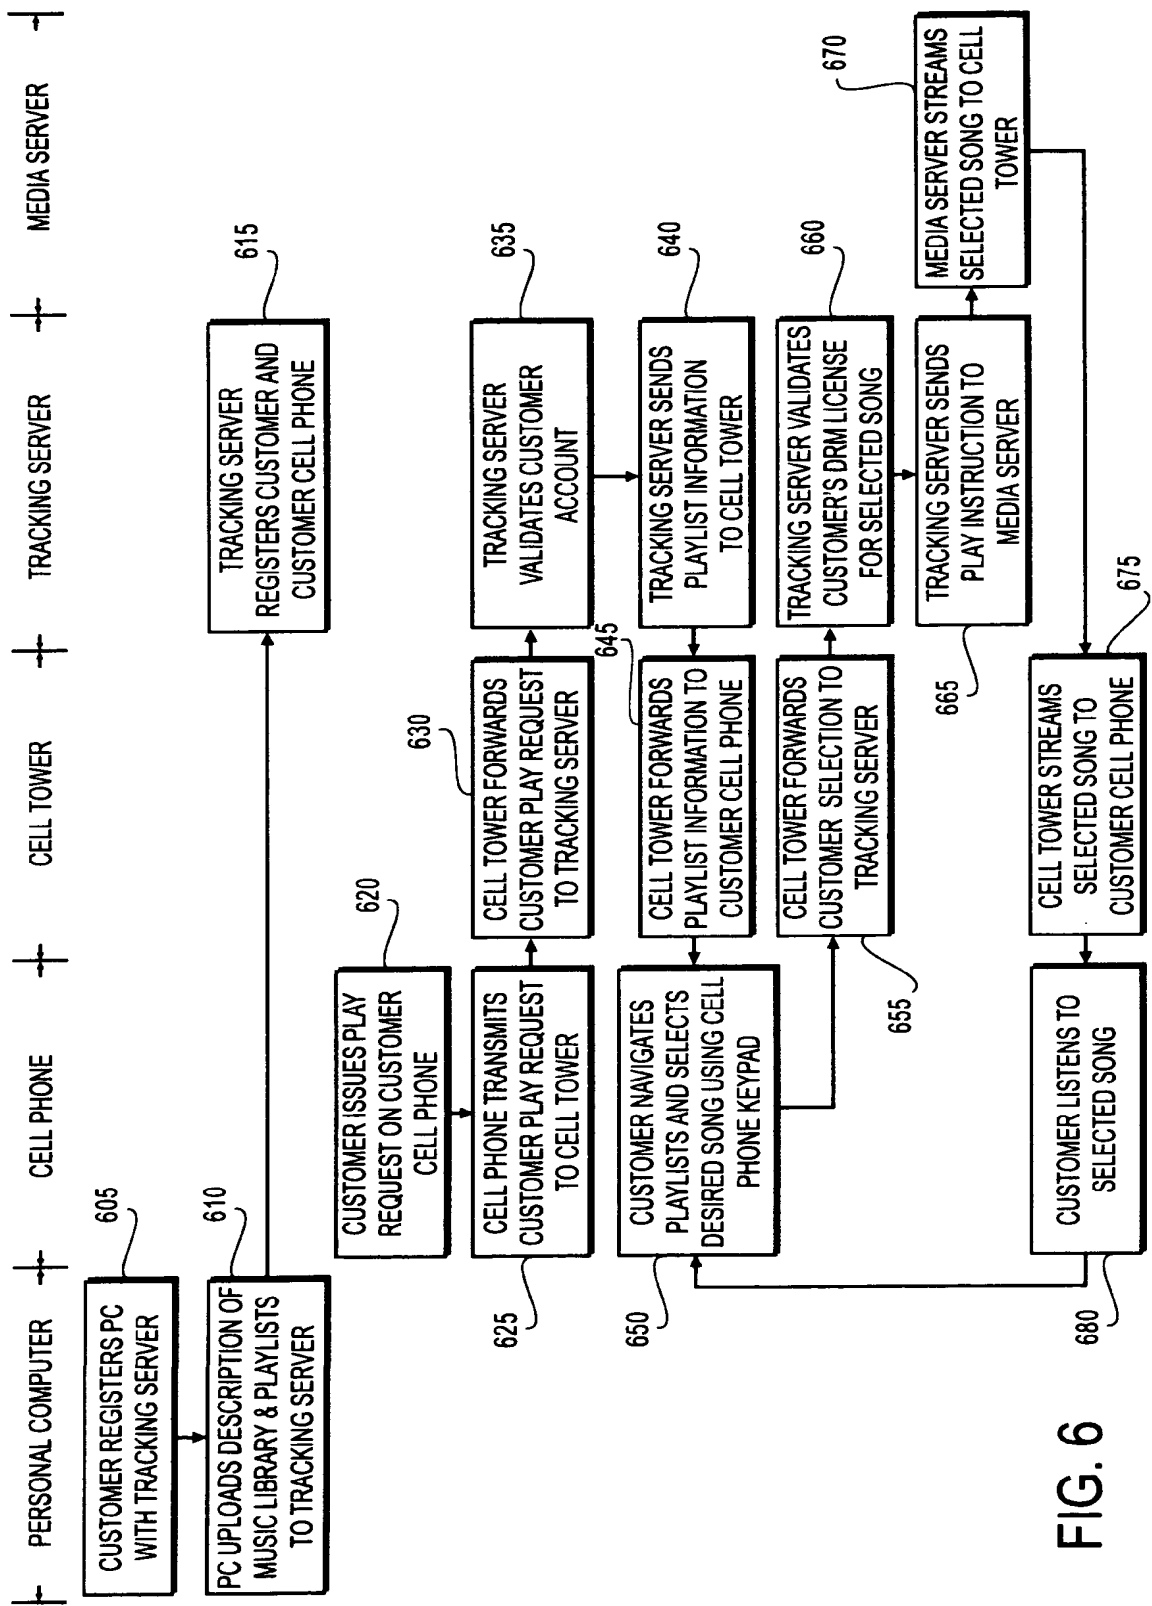 PERSONAL COMPUTER
CELL PHONE
CELL TOWER
TRACKING SERVER
MEDIA SERVER
605
CUSTOMER REGISTERS PC
WITH TRACKING SERVER
610
PC UPLOADS DESCRIPTION OF
MUSIC LIBRARY & PLAYLISTS
TO TRACKING SERVER
615
TRACKING SERVER
REGISTERS CUSTOMER AND
CUSTOMER CELL PHONE
620
CUSTOMER ISSUES PLAY
REQUEST ON CUSTOMER
CELL PHONE
625
CELL PHONE TRANSMITS
CUSTOMER PLAY REQUEST
TO CELL TOWER
630
CELL TOWER FORWARDS
CUSTOMER PLAY REQUEST
TO TRACKING SERVER
635
TRACKING SERVER
VALIDATES CUSTOMER
ACCOUNT
640
TRACKING SERVER SENDS
PLAYLIST INFORMATION
TO CELL TOWER
645
CELL TOWER FORWARDS
PLAYLIST INFORMATION TO
CUSTOMER CELL PHONE
650
CUSTOMER NAVIGATES
PLAYLISTS AND SELECTS
DESIRED SONG USING CELL
PHONE KEYPAD
655
CELL TOWER FORWARDS
CUSTOMER SELECTION TO
TRACKING SERVER
660
TRACKING SERVER VALIDATES
CUSTOMER'S DRM LICENSE
FOR SELECTED SONG
665
TRACKING SERVER SENDS
PLAY INSTRUCTION TO
MEDIA SERVER
670
MEDIA SERVER STREAMS
SELECTED SONG TO CELL
TOWER
675
CELL TOWER STREAMS
SELECTED SONG TO
CUSTOMER CELL PHONE
680
CUSTOMER LISTENS TO
SELECTED SONG
FIG. 6